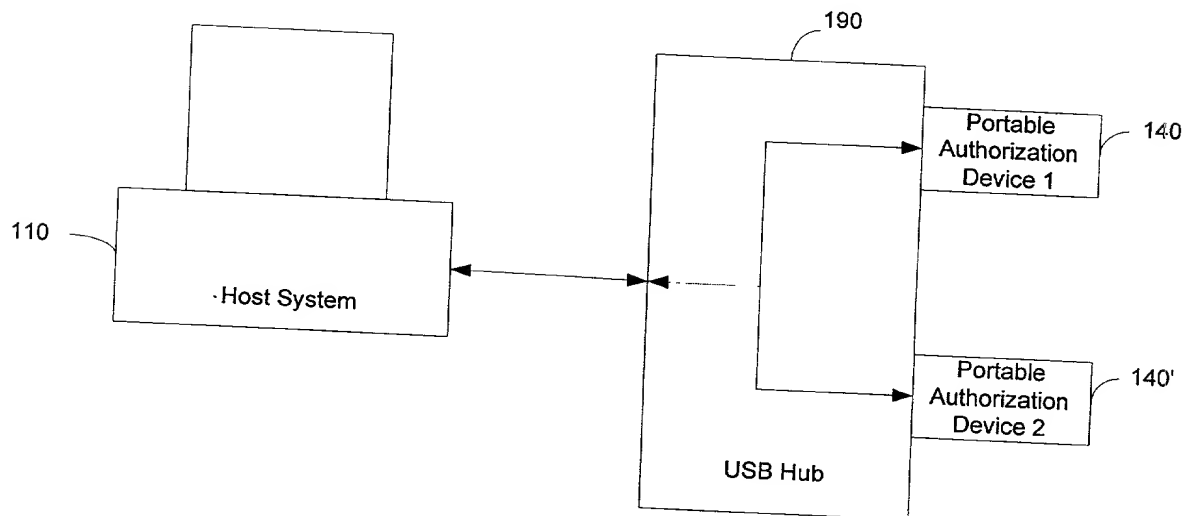 190
Portable
Authorization
Device 1
140
110
Host System
Portable
Authorization
Device 2
140'
USB Hub